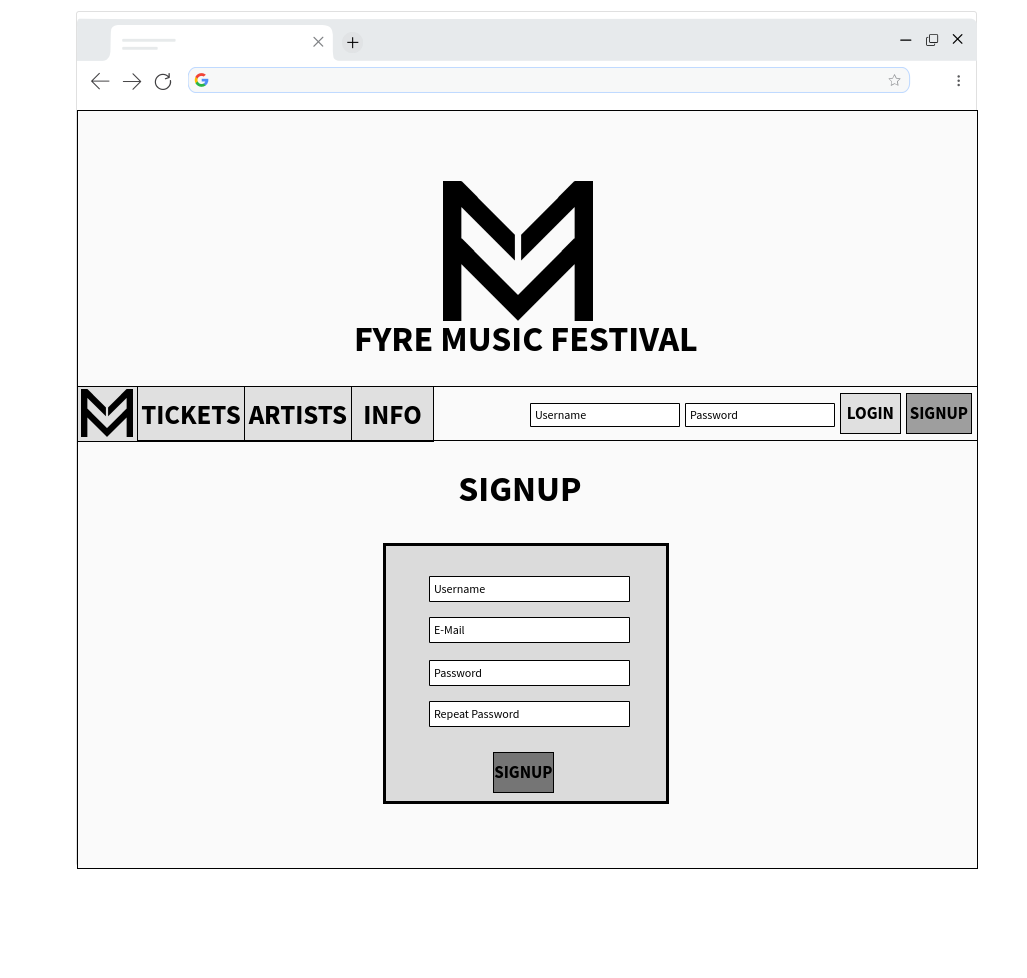 FYRE MUSIC FESTIVAL
TICKETS ARTISTS INFO Username Password LOGIN SIGNUP
SIGNUP
Username
E-Mail
Password
Repeat Password
SIGNUP